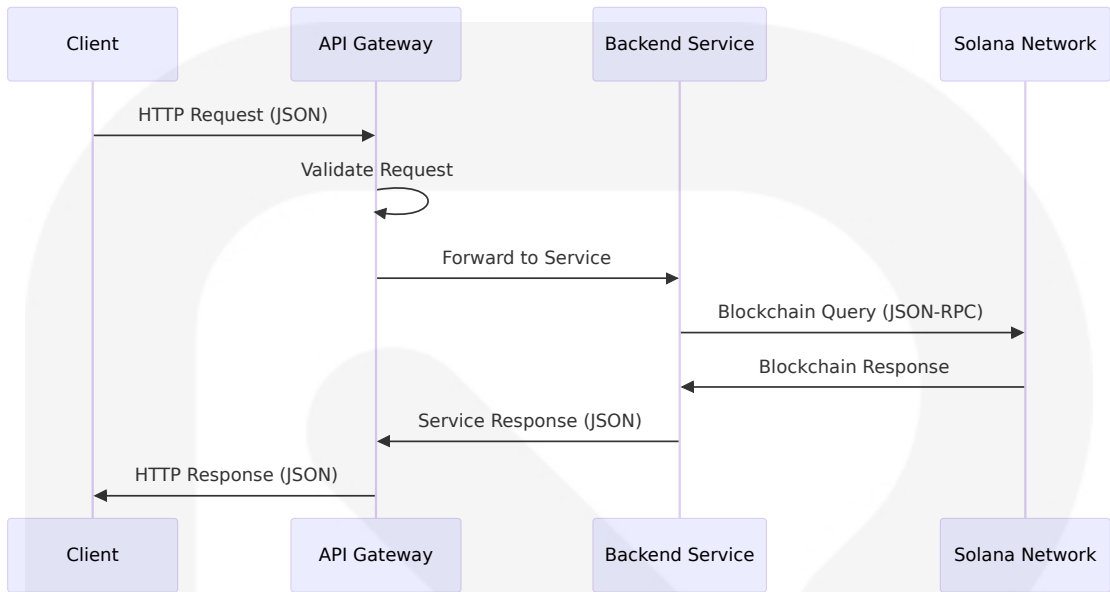 Client
API Gateway
Backend Service
Solana Network
HTTP Request (JSON)
Validate Request
Forward to Service
Blockchain Query (JSON-RPC)
Blockchain Response
Service Response (JSON)
HTTP Response (JSON)
Client
API Gateway
Backend Service
Solana Network